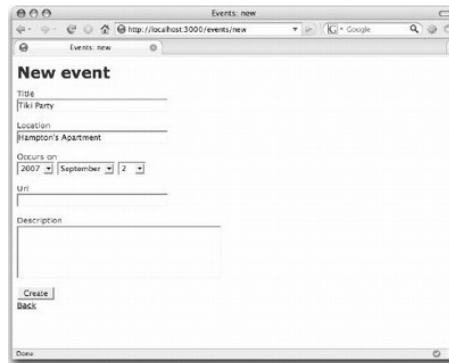 Events: new
http://localhost:3000/events/new
G - Google
Events: new
New event
Title
Tiki Party
Location
Hampton's Apartment
Occurs on
2007 September 2
Url
Description
Create
Back
Done